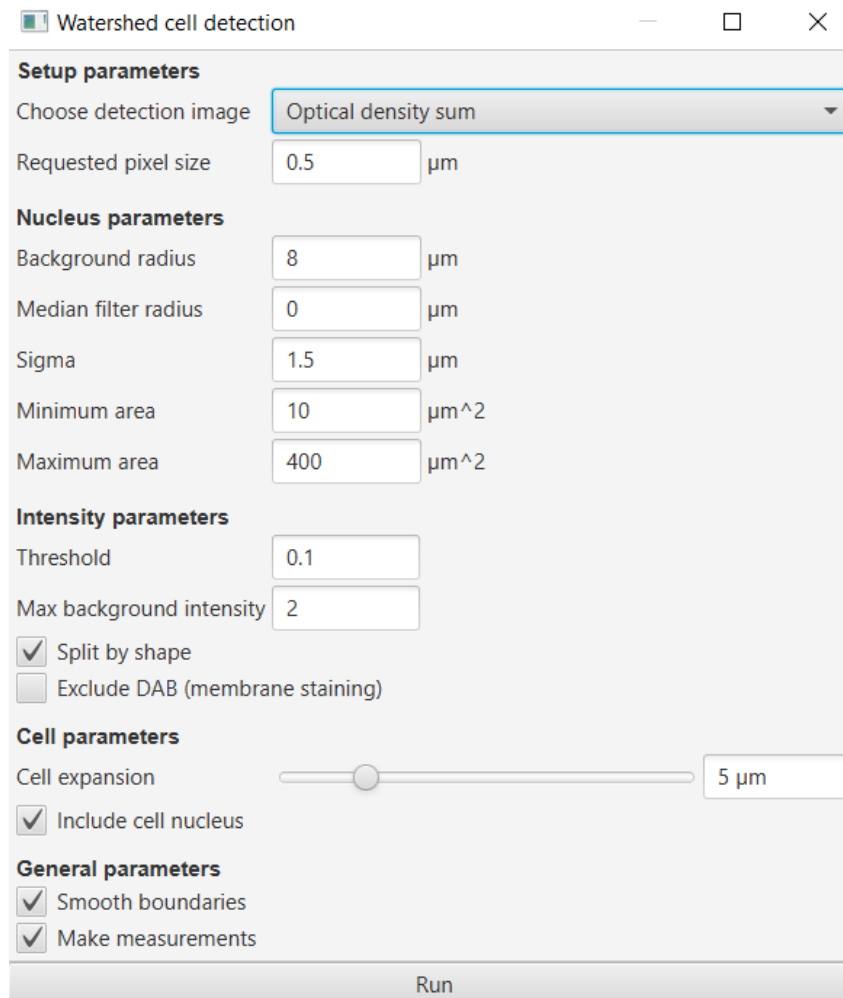 Watershed cell detection
Setup parameters
Choose detection image Optical density sum
Requested pixel size 0.5 µm
Nucleus parameters
Background radius 8 µm
Median filter radius 0 µm
Sigma 1.5 µm
Minimum area 10 µm^2
Maximum area 400 µm^2
Intensity parameters
Threshold 0.1
Max background intensity 2
Split by shape
Exclude DAB (membrane staining)
Cell parameters
Cell expansion 5 µm
Include cell nucleus
General parameters
Smooth boundaries
Make measurements
Run